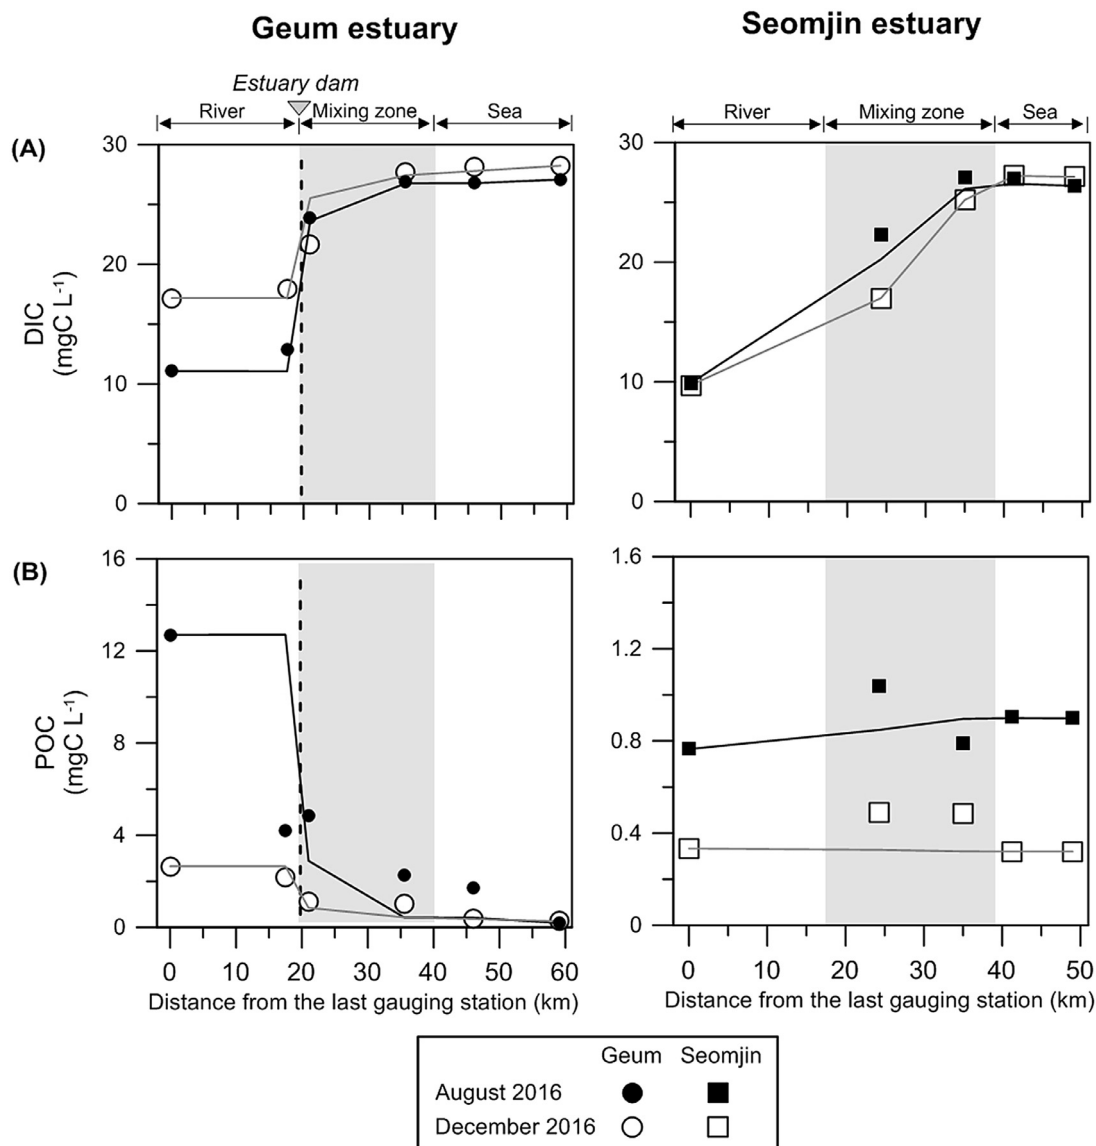 Geum estuary
Seomjin estuary
Estuary dam
River Mixing zone Sea
River Mixing zone Sea
(A)
30
20
10
0
DIC
(mgC L-1)
30
20
10
0
(B)
16
12
8
4
0
POC
(mgC L-1)
0 10 20 30 40 50 60
Distance from the last gauging station (km)
1.6
1.2
0.8
0.4
0
0 10 20 30 40 50
Distance from the last gauging station (km)
Geum Seomjin
August 2016
December 2016